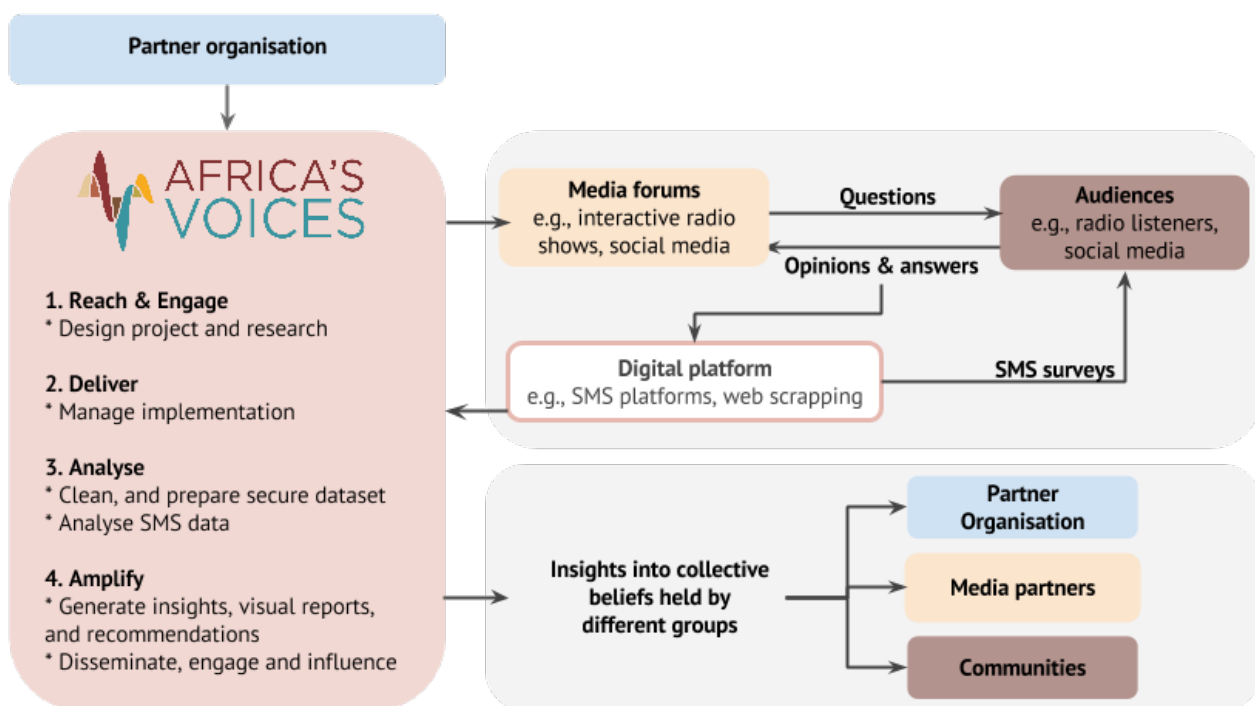 Partner organisation
AFRICA'S
VOICES
1. Reach & Engage
* Design project and research
2. Deliver
* Manage implementation
3. Analyse
* Clean, and prepare secure dataset
* Analyse SMS data
4. Amplify
* Generate insights, visual reports,
and recommendations
* Disseminate, engage and influence
Media forums
e.g., interactive radio
shows, social media
Questions
Audiences
e.g., radio listeners,
social media
Opinions & answers
Digital platform
e.g., SMS platforms, web scrapping
SMS surveys
Insights into collective
beliefs held by
different groups
Partner
Organisation
Media partners
Communities